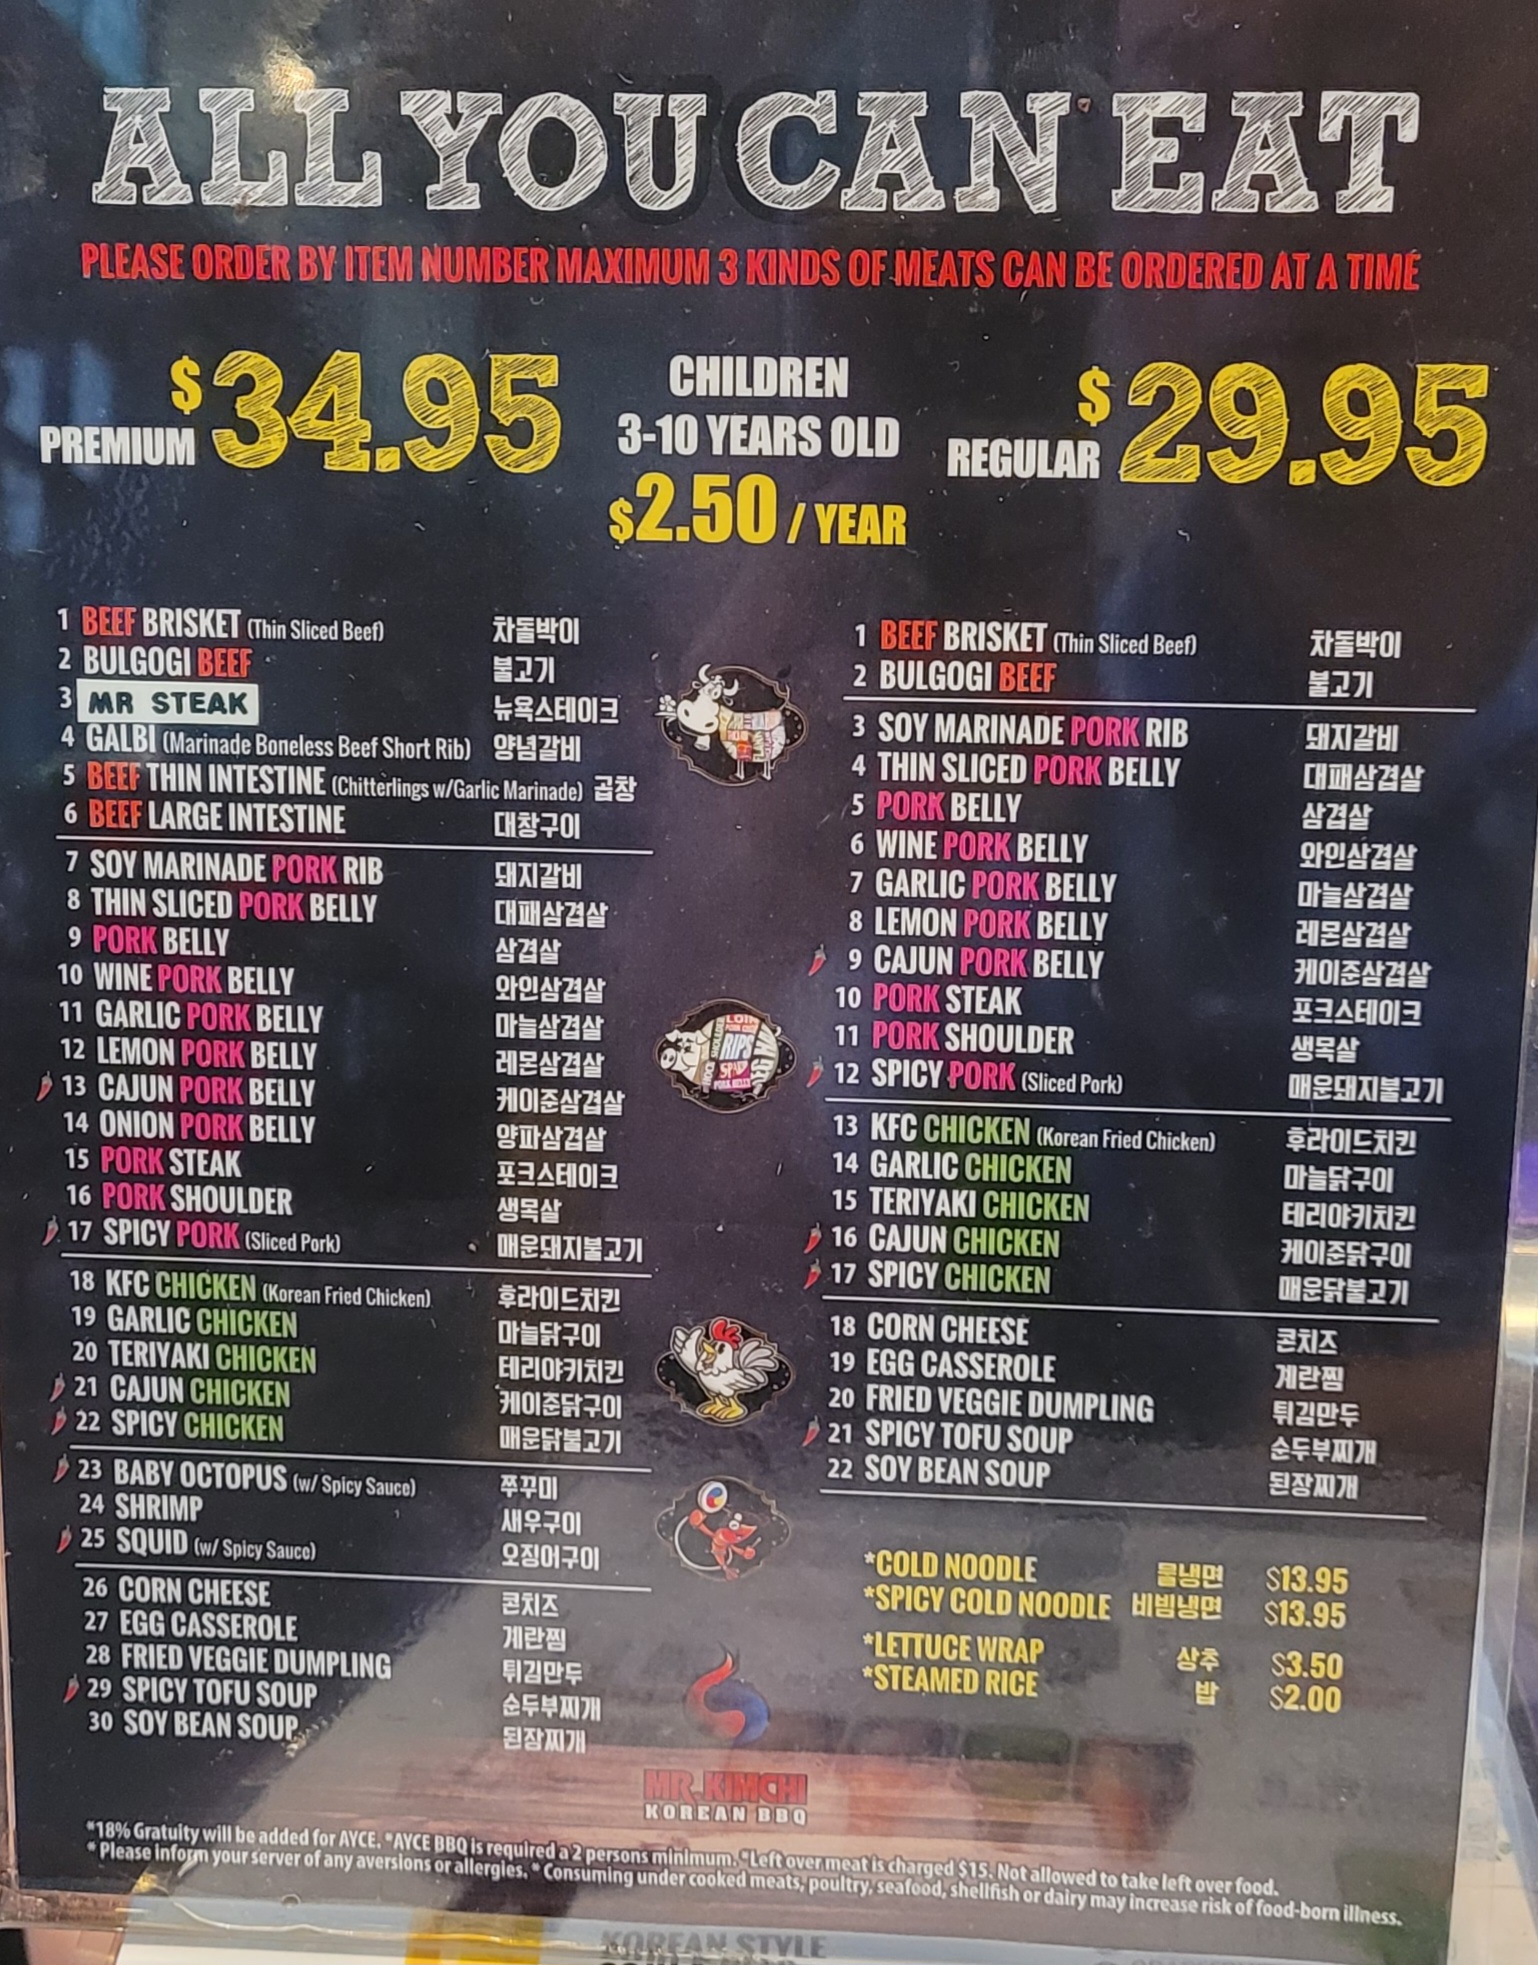 ALL YOU CAN EAT
PLEASE ORDER BY ITEM NUMBER MAXIMUM 3 KINDS OF MEATS CAN BE ORDERED AT A TIME
PREMIUM $34.95
CHILDREN
3-10 YEARS OLD
$2.50 / YEAR
REGULAR $29.95
1 BEEF BRISKET (Thin Sliced Beef) 차돌박이
2 BULGOGI BEEF 불고기
3 MR STEAK 뉴욕스테이크
4 GALBI (Marinade Boneless Beef Short Rib) 양념갈비
5 BEEF THIN INTESTINE (Chitterlings w/Garlic Marinade) 곱창
6 BEEF LARGE INTESTINE 대창구이
7 SOY MARINADE PORK RIB 돼지갈비
8 THIN SLICED PORK BELLY 대패삼겹살
9 PORK BELLY 삼겹살
10 WINE PORK BELLY 와인삼겹살
11 GARLIC PORK BELLY 마늘삼겹살
12 LEMON PORK BELLY 레몬삼겹살
13 CAJUN PORK BELLY 케이준삼겹살
14 ONION PORK BELLY 양파삼겹살
15 PORK STEAK 포크스테이크
16 PORK SHOULDER 생목살
17 SPICY PORK (Sliced Pork) 매운돼지불고기
18 KFC CHICKEN (Korean Fried Chicken) 후라이드치킨
19 GARLIC CHICKEN 마늘닭구이
20 TERIYAKI CHICKEN 테리야키치킨
21 CAJUN CHICKEN 케이준닭구이
22 SPICY CHICKEN 매운닭불고기
23 BABY OCTOPUS (w/ Spicy Sauce) 쭈꾸미
24 SHRIMP 새우구이
25 SQUID (w/ Spicy Sauce) 오징어구이
26 CORN CHEESE 콘치즈
27 EGG CASSEROLE 계란찜
28 FRIED VEGGIE DUMPLING 튀김만두
29 SPICY TOFU SOUP 순두부찌개
30 SOY BEAN SOUP 된장찌개
1 BEEF BRISKET (Thin Sliced Beef) 차돌박이
2 BULGOGI BEEF 불고기
3 SOY MARINADE PORK RIB 돼지갈비
4 THIN SLICED PORK BELLY 대패삼겹살
5 PORK BELLY 삼겹살
6 WINE PORK BELLY 와인삼겹살
7 GARLIC PORK BELLY 마늘삼겹살
8 LEMON PORK BELLY 레몬삼겹살
9 CAJUN PORK BELLY 케이준삼겹살
10 PORK STEAK 포크스테이크
11 PORK SHOULDER 생목살
12 SPICY PORK (Sliced Pork) 매운돼지불고기
13 KFC CHICKEN (Korean Fried Chicken) 후라이드치킨
14 GARLIC CHICKEN 마늘닭구이
15 TERIYAKI CHICKEN 테리야키치킨
16 CAJUN CHICKEN 케이준닭구이
17 SPICY CHICKEN 매운닭불고기
18 CORN CHEESE 콘치즈
19 EGG CASSEROLE 계란찜
20 FRIED VEGGIE DUMPLING 튀김만두
21 SPICY TOFU SOUP 순두부찌개
22 SOY BEAN SOUP 된장찌개
*COLD NOODLE 물냉면 $13.95
*SPICY COLD NOODLE 비빔냉면 $13.95
*LETTUCE WRAP 상추 $3.50
*STEAMED RICE 밥 $2.00
LOIN
RIPS
SPAM
PORK BELLY
MR.KIMCHI
KOREAN BBQ
*18% Gratuity will be added for AYCE. *AYCE BBQ is required a 2 persons minimum. *Left over meat is charged $15. Not allowed to take left over food.
* Please inform your server of any aversions or allergies. * Consuming under cooked meats, poultry, seafood, shellfish or dairy may increase risk of food-born illness.
KOREAN STYLE